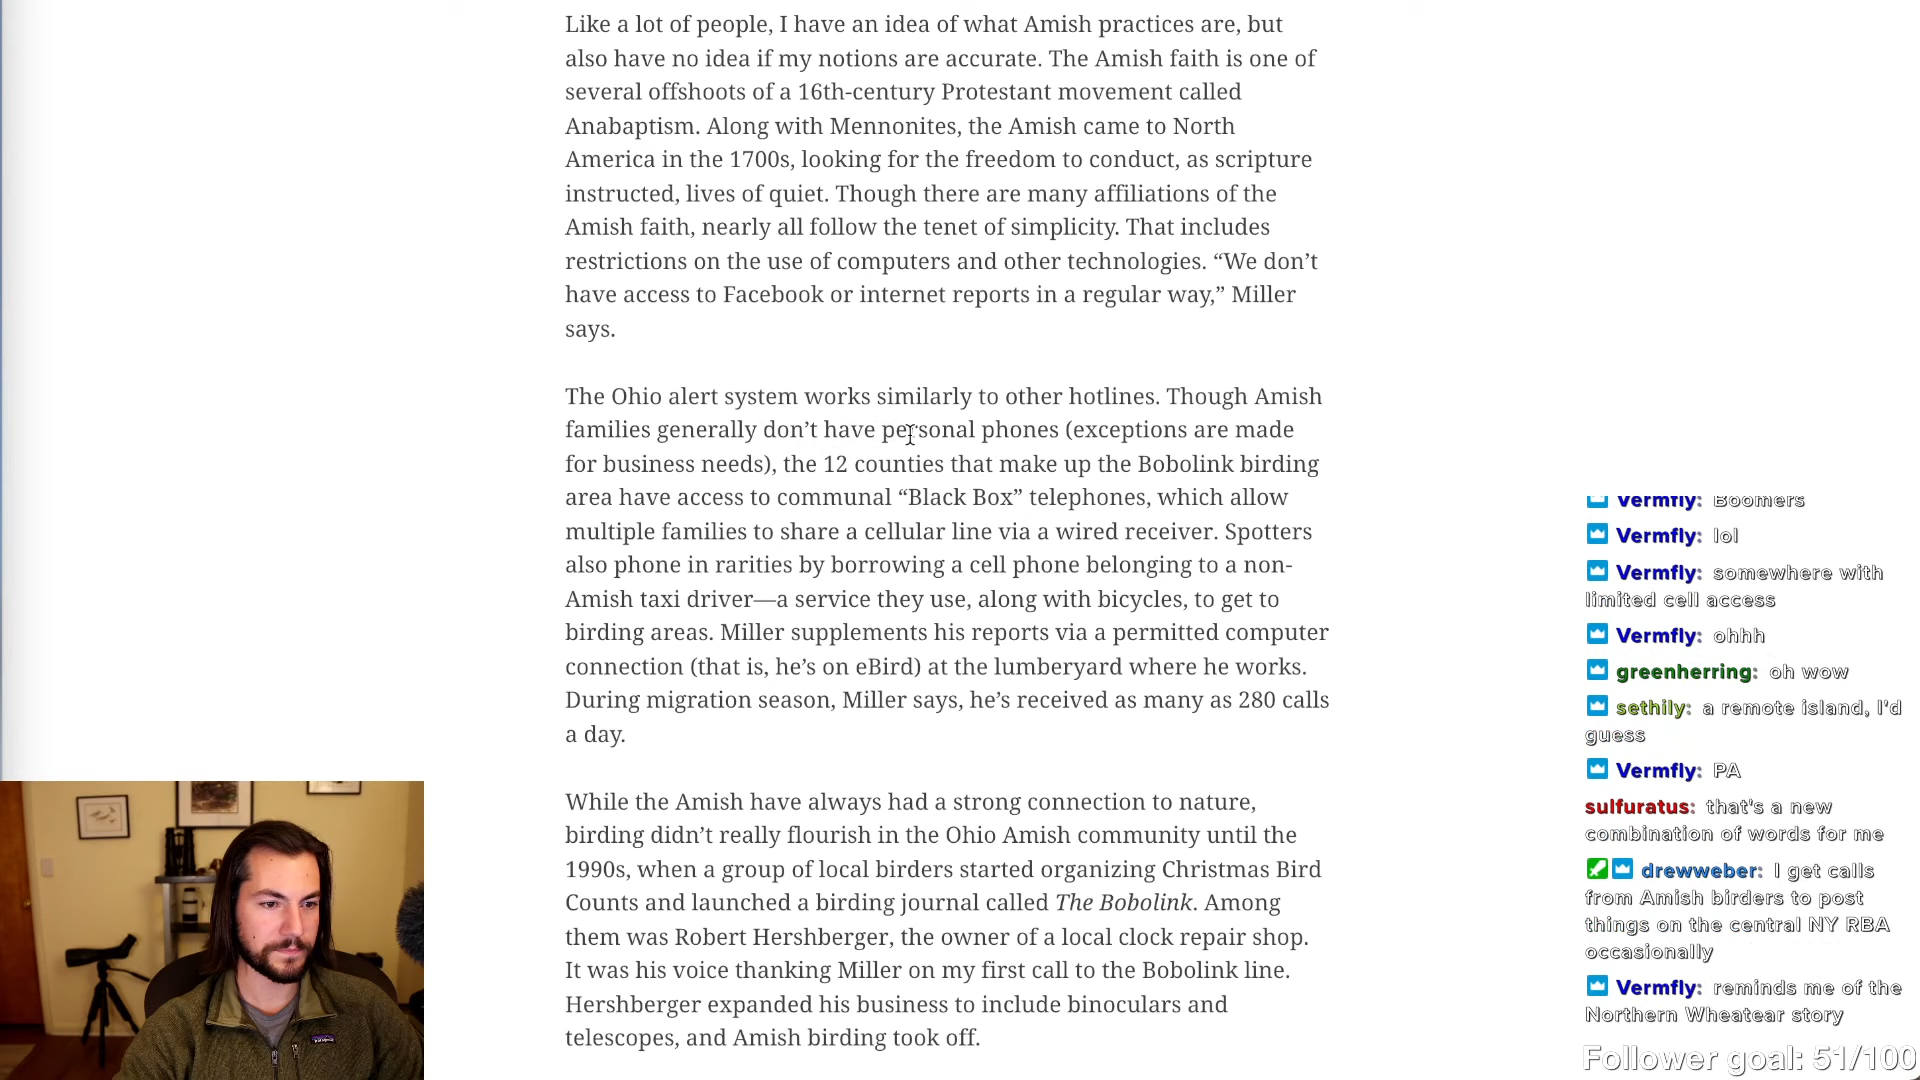 Like a lot of people, I have an idea of what Amish practices are, but
also have no idea if my notions are accurate. The Amish faith is one of
several offshoots of a 16th-century Protestant movement called
Anabaptism. Along with Mennonites, the Amish came to North
America in the 1700s, looking for the freedom to conduct, as scripture
instructed, lives of quiet. Though there are many affiliations of the
Amish faith, nearly all follow the tenet of simplicity. That includes
restrictions on the use of computers and other technologies. “We don’t
have access to Facebook or internet reports in a regular way,” Miller
says.
The Ohio alert system works similarly to other hotlines. Though Amish
families generally don’t have personal phones (exceptions are made
for business needs), the 12 counties that make up the Bobolink birding
area have access to communal “Black Box” telephones, which allow
multiple families to share a cellular line via a wired receiver. Spotters
also phone in rarities by borrowing a cell phone belonging to a non-
Amish taxi driver—a service they use, along with bicycles, to get to
birding areas. Miller supplements his reports via a permitted computer
connection (that is, he’s on eBird) at the lumberyard where he works.
During migration season, Miller says, he’s received as many as 280 calls
a day.
While the Amish have always had a strong connection to nature,
birding didn’t really flourish in the Ohio Amish community until the
1990s, when a group of local birders started organizing Christmas Bird
Counts and launched a birding journal called The Bobolink. Among
them was Robert Hershberger, the owner of a local clock repair shop.
It was his voice thanking Miller on my first call to the Bobolink line.
Hershberger expanded his business to include binoculars and
telescopes, and Amish birding took off.
Vermfly: Boomers
Vermfly: lol
Vermfly: somewhere with
limited cell access
Vermfly: ohhh
greenherring: oh wow
sethily: a remote island, I'd
guess
Vermfly: PA
sulfuratus: that's a new
combination of words for me
drewweber: I get calls
from Amish birders to post
things on the central NY RBA
occasionally
Vermfly: reminds me of the
Northern Wheatear story
Follower goal: 51/100